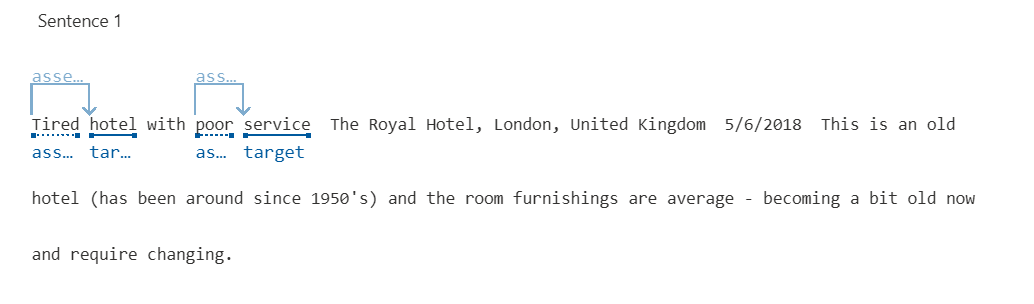 Sentence 1
asse… ass…
Tired hotel with poor service The Royal Hotel, London, United Kingdom 5/6/2018 This is an old
ass… tar… as… target
hotel (has been around since 1950's) and the room furnishings are average - becoming a bit old now
and require changing.